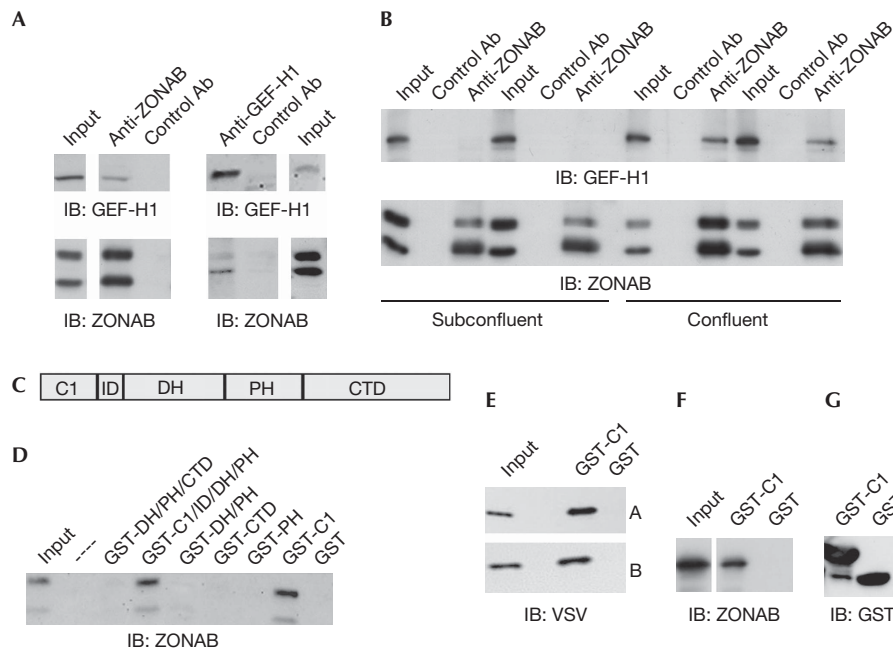 A
Input
Anti-ZONAB
Control Ab
Anti-GEF-H1
Control Ab
Input
IB: GEF-H1
IB: GEF-H1
IB: ZONAB
IB: ZONAB
B
Input
Control Ab
Anti-ZONAB
Input
Control Ab
Anti-ZONAB
Input
Control Ab
Anti-ZONAB
Input
Control Ab
Anti-ZONAB
IB: GEF-H1
IB: ZONAB
Subconfluent
Confluent
C
C1 ID DH PH CTD
D
Input
----
GST-DH/PH/CTD
GST-C1/ID/DH/PH
GST-DH/PH
GST-CTD
GST-PH
GST-C1
GST
IB: ZONAB
E
Input
GST-C1
GST
A
B
IB: VSV
F
Input
GST-C1
GST
IB: ZONAB
G
GST-C1
GS
IB: GST